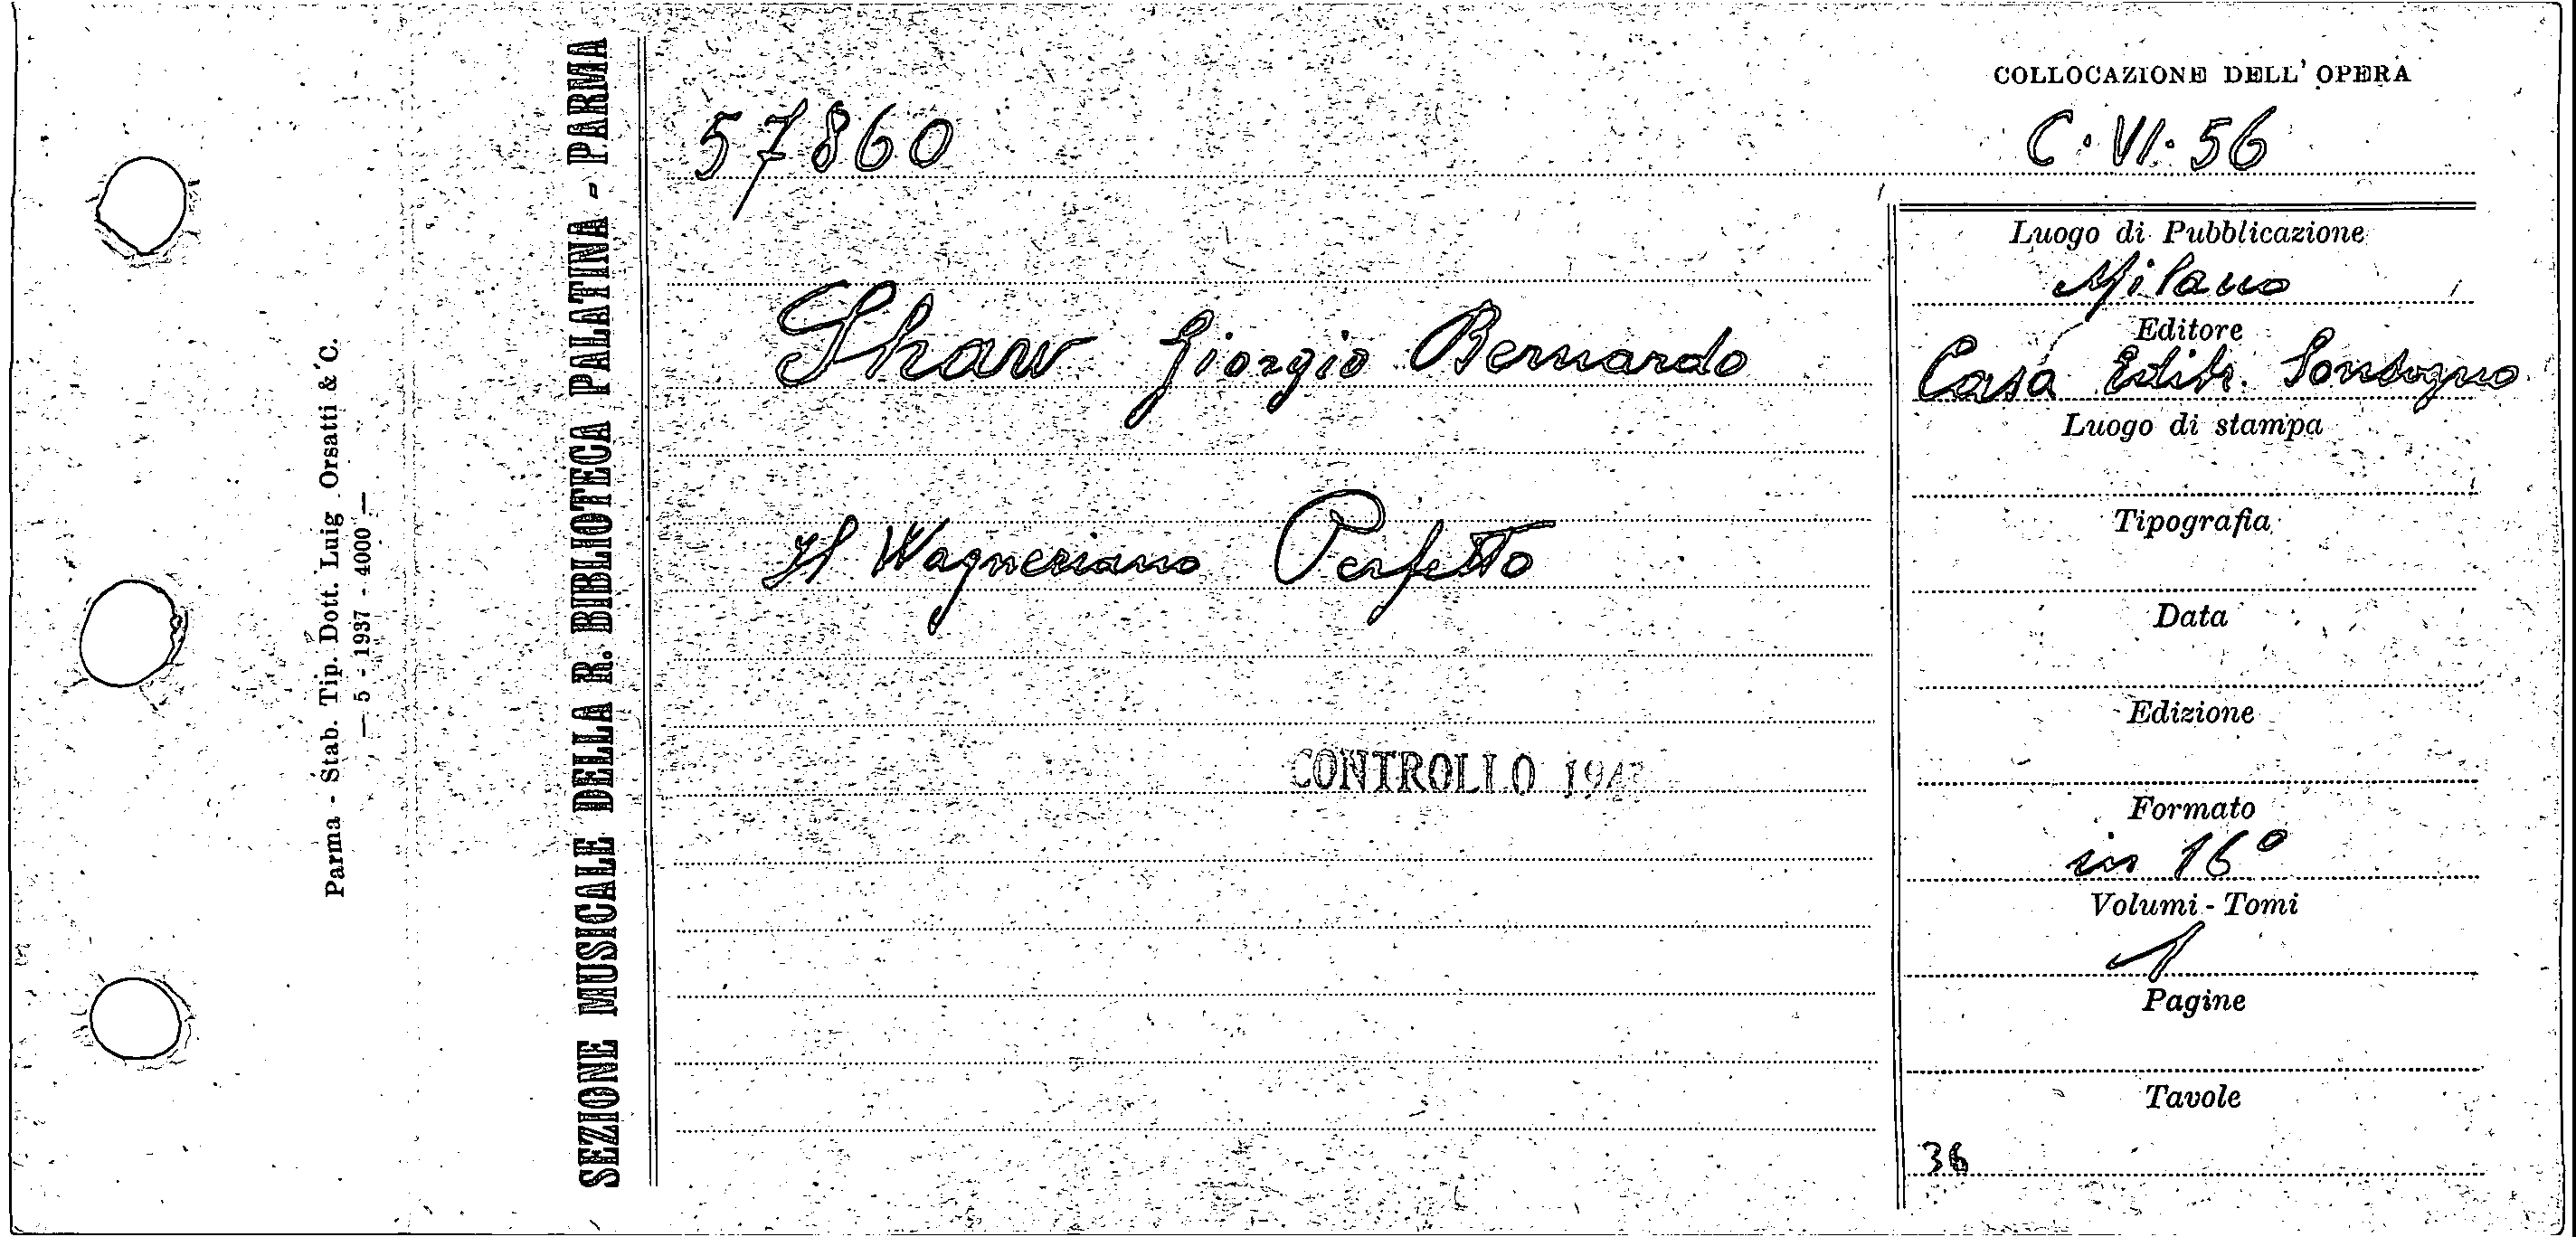 Parma - Stab. Tip. Dott. Luig Orsatti & C.
— 5 - 1937 - 4000 —
SEZIONE MUSICALE DELLA R. BIBLIOTECA PALATINA - PARMA
COLLOCAZIONE DELL' OPERA
57860
C. VI. 56
Shaw Giorgio Bernardo
Il Wagneriano Perfetto
CONTROLLO
Luogo di Pubblicazione
Milano
Editore
Casa Editr. Sonzogno
Luogo di stampa
Tipografia
Data
Edizione
Formato
in 16°
Volumi - Tomi
1
Pagine
Tavole
36